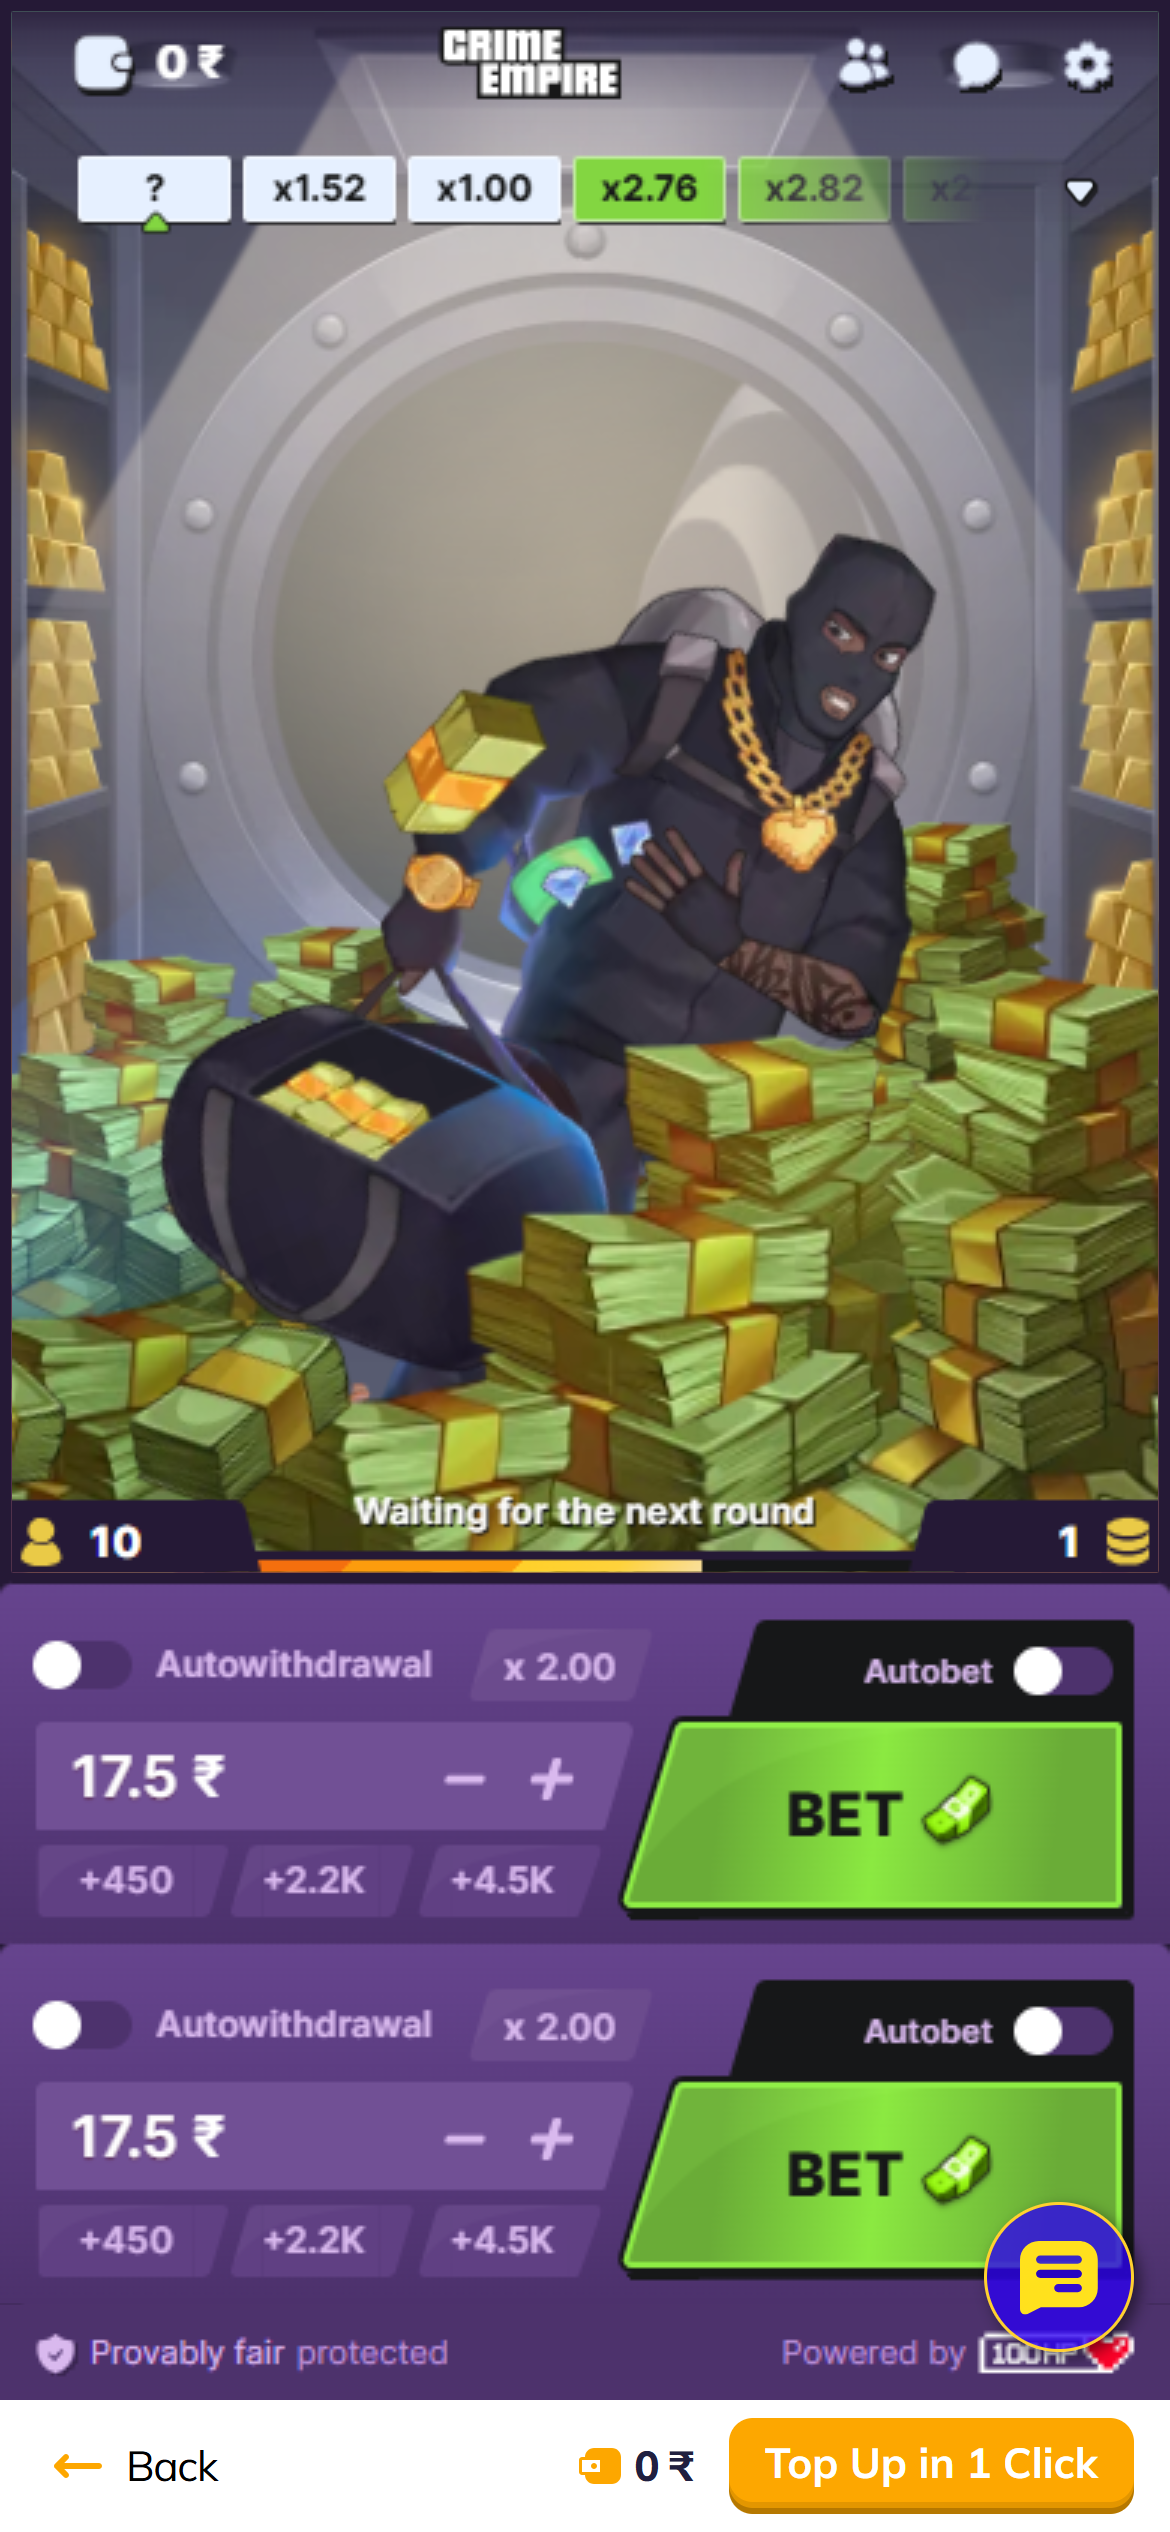 0 ₹
CRIME
EMPIRE
?
x1.52
x1.00
x2.76
x2.82
Waiting for the next round
10
1
Autowithdrawal
x 2.00
Autobet
17.5 ₹
− +
BET
+450
+2.2K
+4.5K
Autowithdrawal
x 2.00
Autobet
17.5 ₹
− +
BET
+450
+2.2K
+4.5K
Provably fair protected
Powered by
Back
0 ₹
Top Up in 1 Click